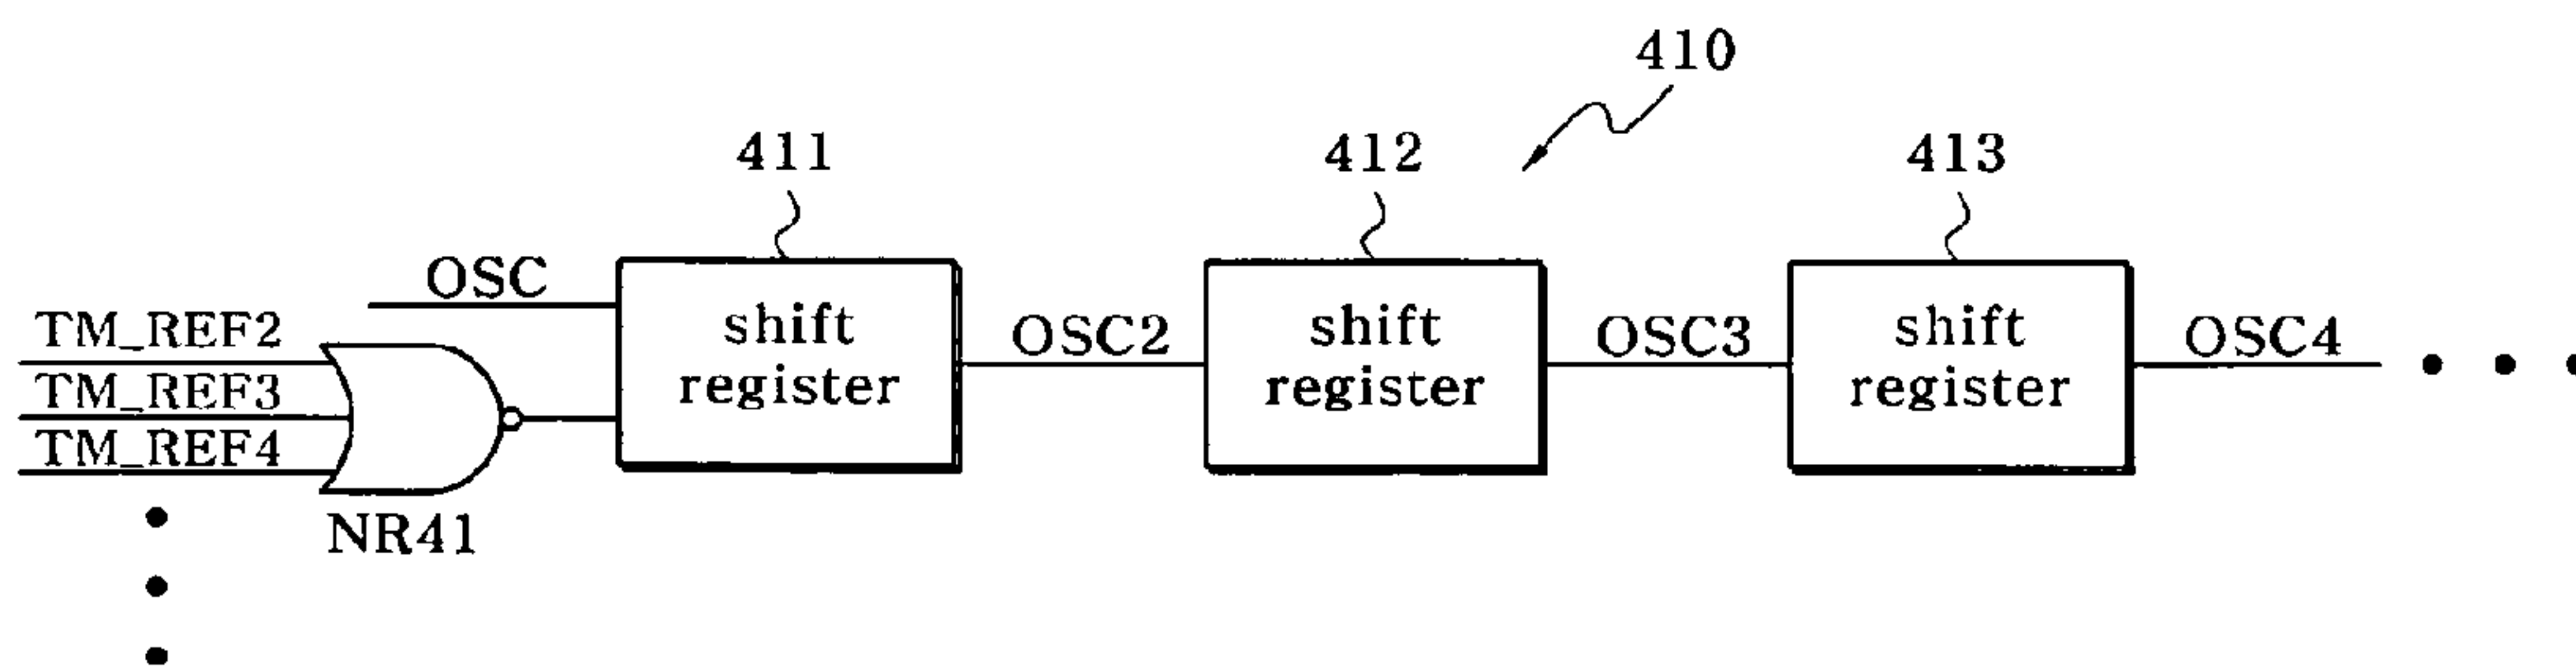 410
411
412
413
OSC
TM_REF2
TM_REF3
TM_REF4
NR41
shift
register
OSC2
shift
register
OSC3
shift
register
OSC4